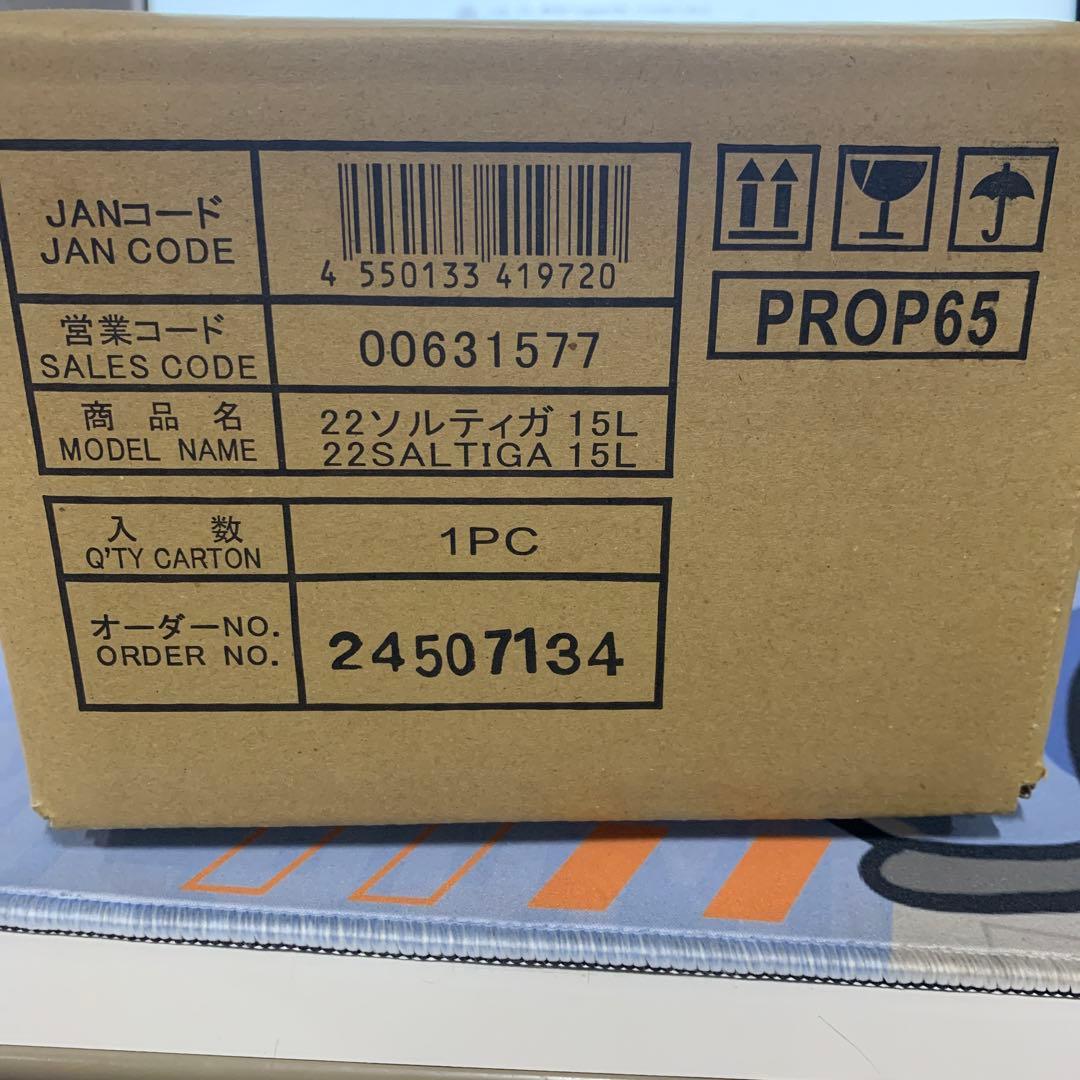 JANコード
JAN CODE
4 550133 419720
営業コード
SALES CODE
00631577
商品名
MODEL NAME
22ソルティガ 15L
22SALTIGA 15L
入数
Q'TY CARTON
1PC
オーダーNO.
ORDER NO.
24507134
PROP65